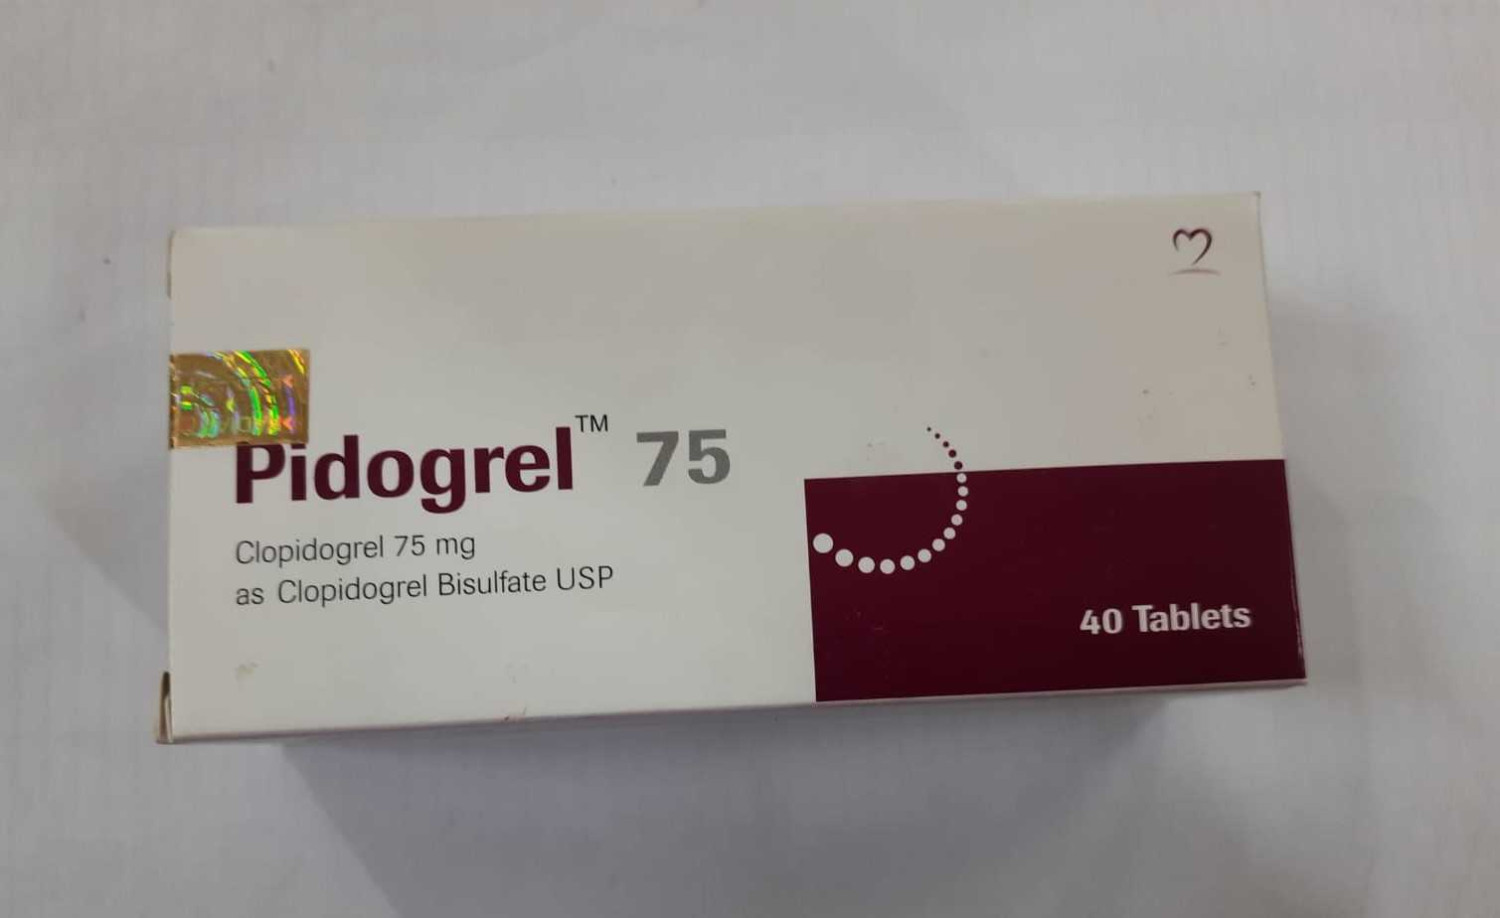 Pidogrel™ 75
Clopidogrel 75 mg
as Clopidogrel Bisulfate USP
40 Tablets